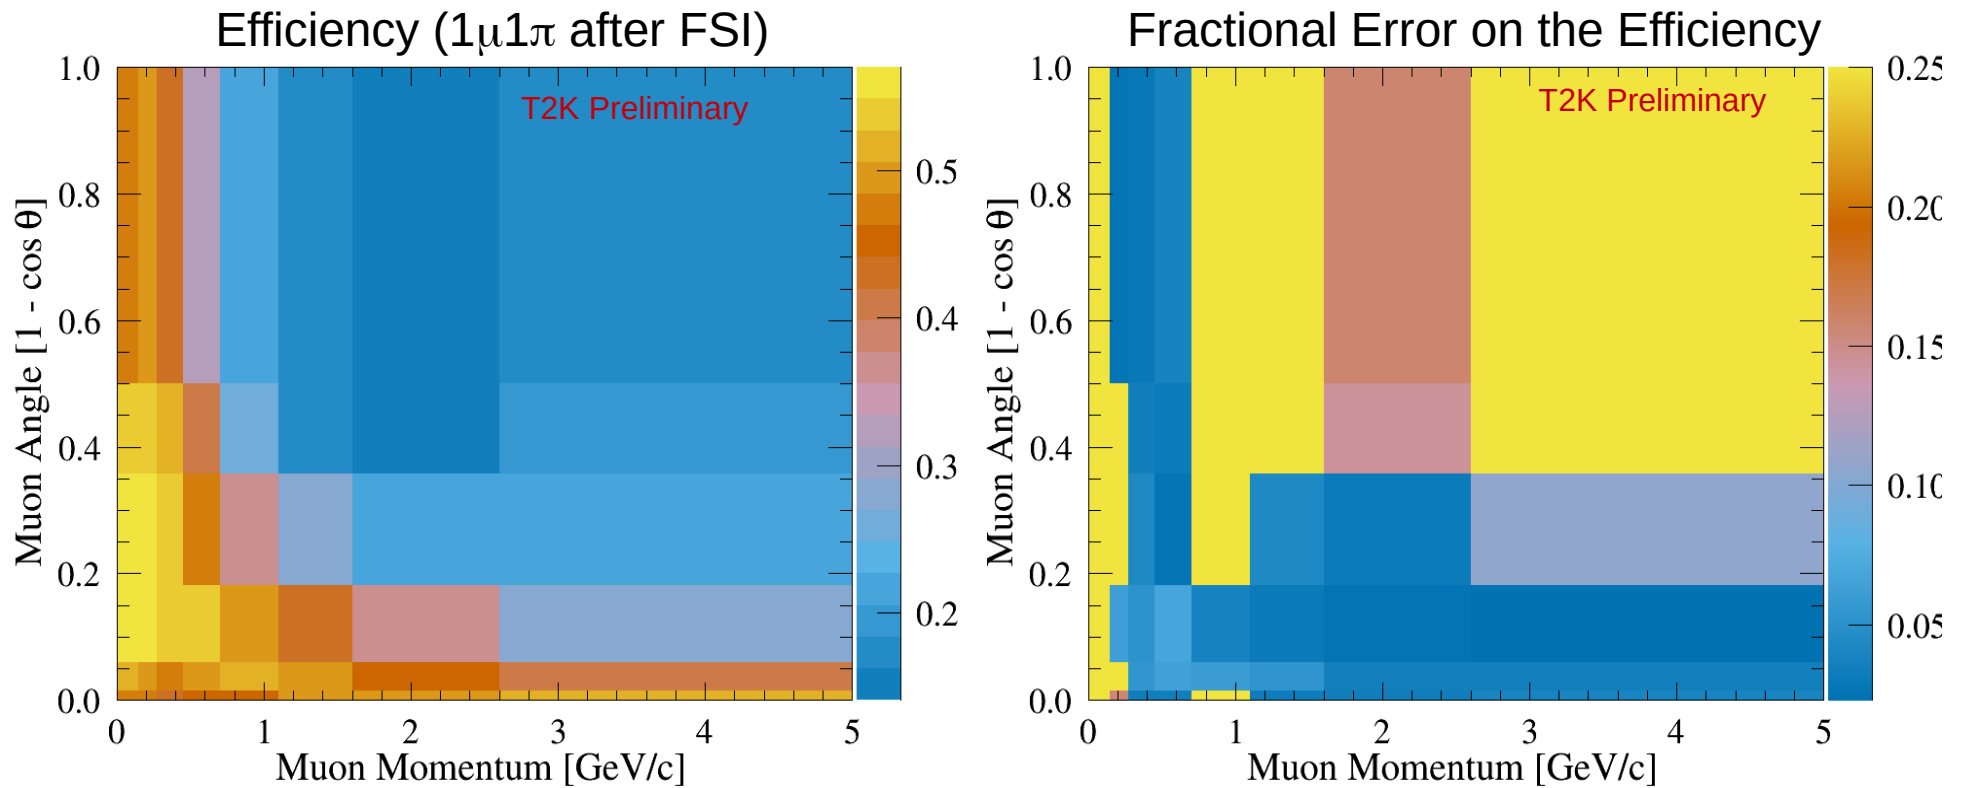 Efficiency (1μ1π after FSI)
T2K Preliminary
Muon Angle [1 - cos θ]
1.0
0.8
0.6
0.4
0.2
0.0
0 1 2 3 4 5
Muon Momentum [GeV/c]
0.5
0.4
0.3
0.2
Fractional Error on the Efficiency
T2K Preliminary
Muon Angle [1 - cos θ]
1.0
0.8
0.6
0.4
0.2
0.0
0 1 2 3 4 5
Muon Momentum [GeV/c]
0.25
0.20
0.15
0.10
0.05